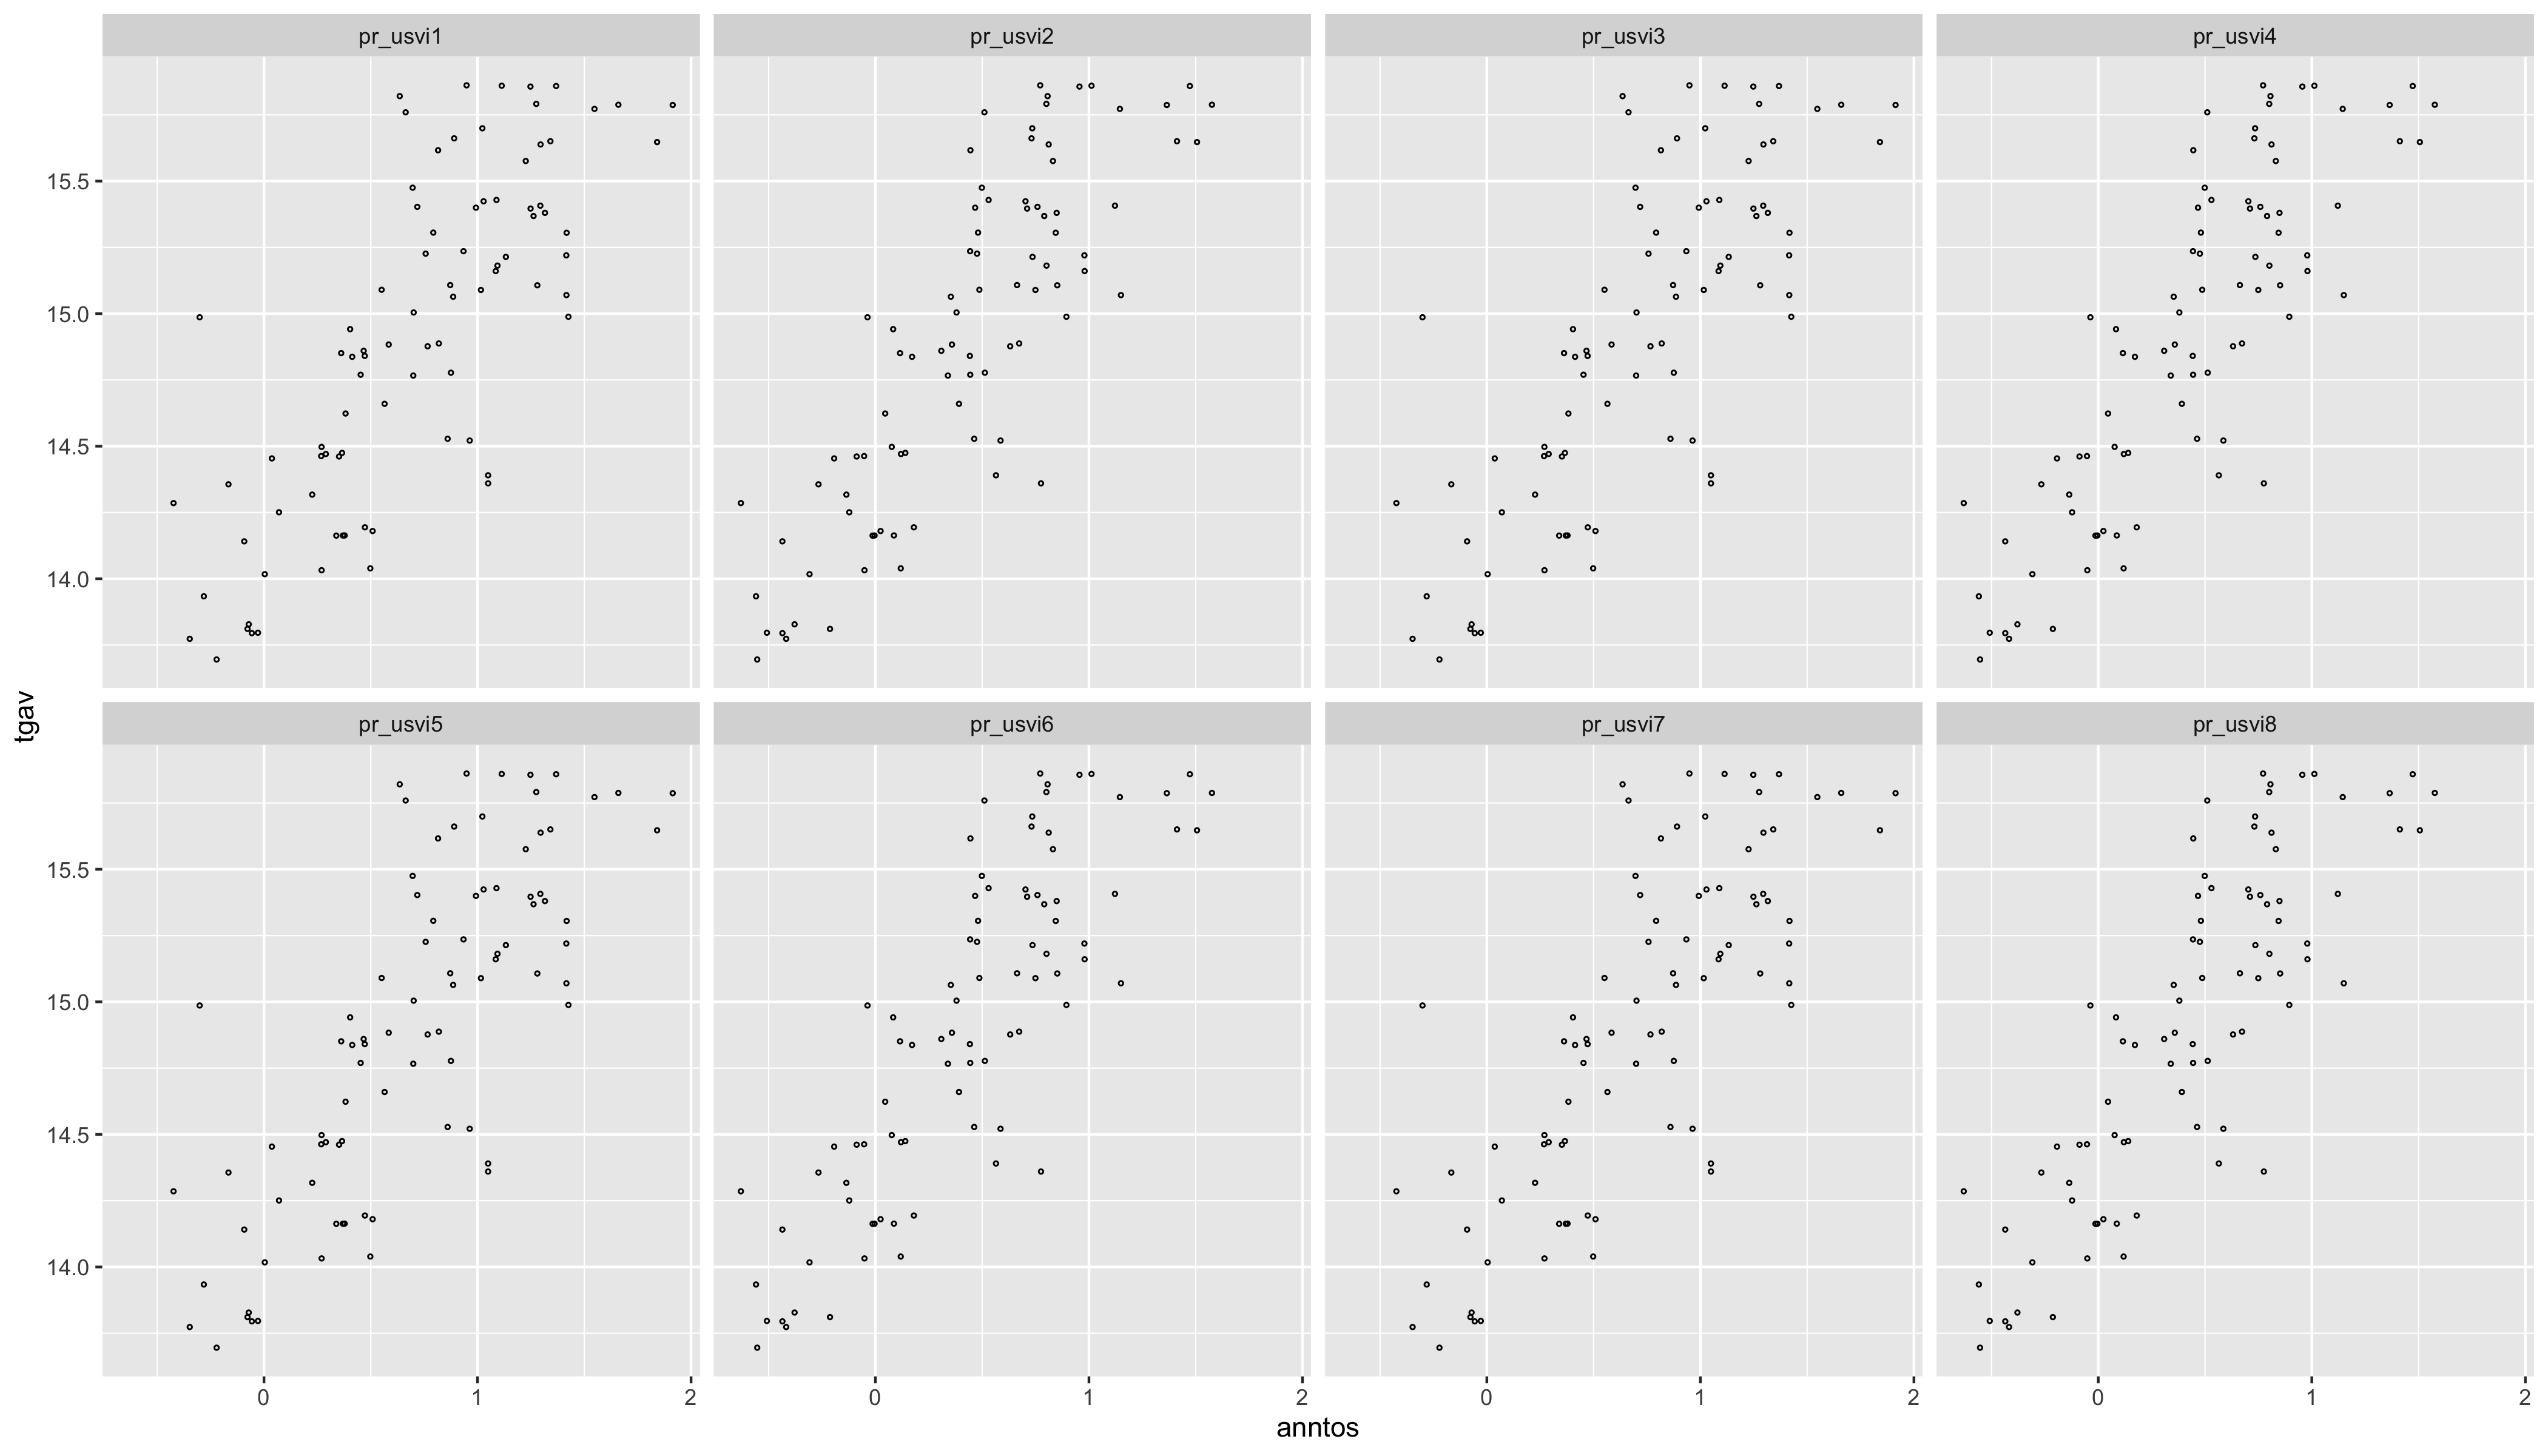 pr_usvi1 pr_usvi2 pr_usvi3 pr_usvi4
15.5
15.0
14.5
14.0
tgav
pr_usvi5 pr_usvi6 pr_usvi7 pr_usvi8
15.5
15.0
14.5
14.0
0 1 2 0 1 2 0 1 2 0 1 2
anntos